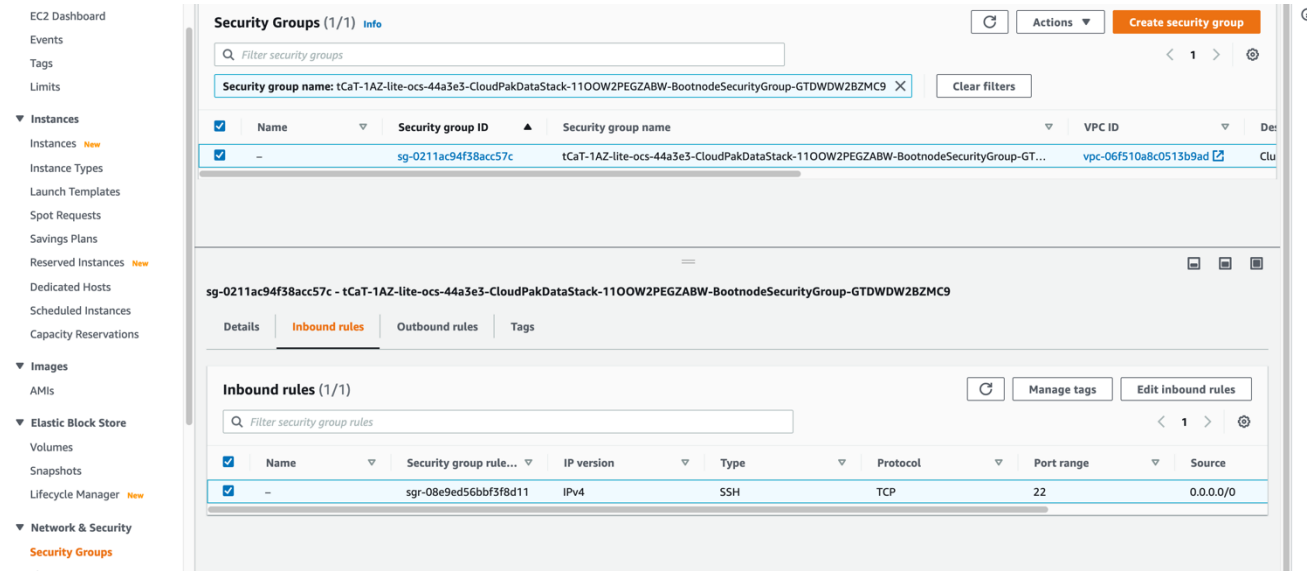 EC2 Dashboard
Events
Tags
Limits
Instances
Instances New
Instance Types
Launch Templates
Spot Requests
Savings Plans
Reserved Instances New
Dedicated Hosts
Scheduled Instances
Capacity Reservations
Images
AMIs
Elastic Block Store
Volumes
Snapshots
Lifecycle Manager New
Network & Security
Security Groups
Security Groups (1/1) Info
Actions
Create security group
Filter security groups
1
Security group name: tCaT-1AZ-lite-ocs-44a3e3-CloudPakDataStack-11OOW2PEGZABW-BootnodeSecurityGroup-GTDWDW2BZMC9
Clear filters
Name Security group ID Security group name VPC ID Des
– sg-0211ac94f38acc57c tCaT-1AZ-lite-ocs-44a3e3-CloudPakDataStack-11OOW2PEGZABW-BootnodeSecurityGroup-GT... vpc-06f510a8c0513b9ad Clu
sg-0211ac94f38acc57c - tCaT-1AZ-lite-ocs-44a3e3-CloudPakDataStack-11OOW2PEGZABW-BootnodeSecurityGroup-GTDWDW2BZMC9
Details Inbound rules Outbound rules Tags
Inbound rules (1/1)
Manage tags
Edit inbound rules
Filter security group rules
1
Name Security group rule... IP version Type Protocol Port range Source
– sgr-08e9ed56bbf3f8d11 IPv4 SSH TCP 22 0.0.0.0/0